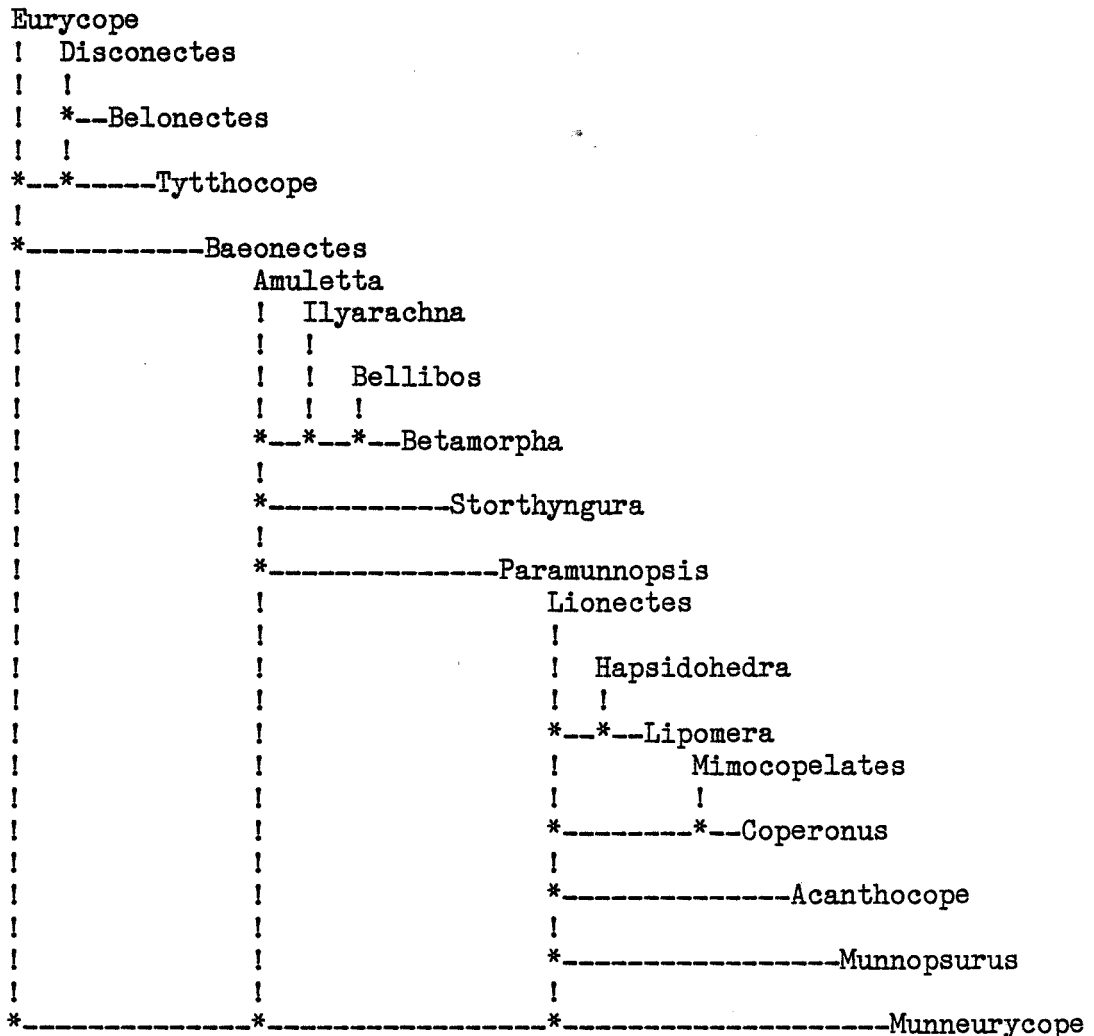 Eurycope
! Disconectes
! !
! *--Belonectes
! !
*--*-----Tytthocope
!
*-----------Baeonectes
! Amuletta
! ! Ilyarachna
! ! !
! ! ! Bellibos
! ! ! !
! *--*--*--Betamorpha
! !
! *-----------Storthyngura
! !
! *--------------Paramunnopsis
! ! Lionectes
! ! !
! ! ! Hapsidohedra
! ! ! !
! ! *--*--Lipomera
! ! ! Mimocopelates
! ! ! !
! ! *--------*--Coperonus
! ! !
! ! *--------------Acanthocope
! ! !
! ! *-----------------Munnopsurus
! ! !
*--------------*-----------------*--------------------Munneurycope